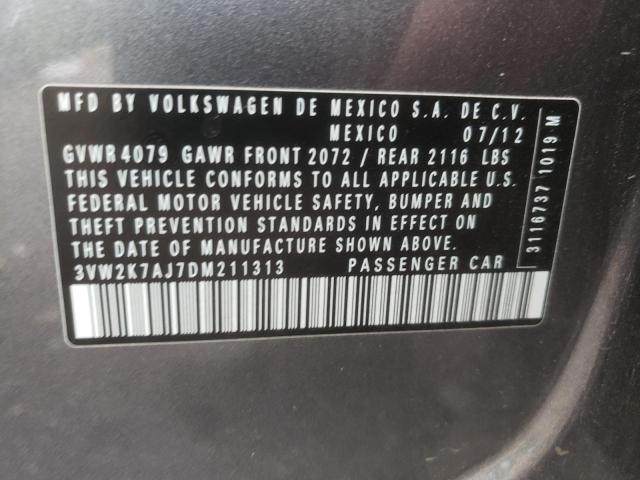 MFD BY VOLKSWAGEN DE MEXICO S.A. DE C.V.
MEXICO 07/12
GVWR 4079 GAWR FRONT 2072 / REAR 2116 LBS
THIS VEHICLE CONFORMS TO ALL APPLICABLE U.S.
FEDERAL MOTOR VEHICLE SAFETY, BUMPER AND
THEFT PREVENTION STANDARDS IN EFFECT ON
THE DATE OF MANUFACTURE SHOWN ABOVE.
3VW2K7AJ7DM211313 PASSENGER CAR
3116737 1019 M